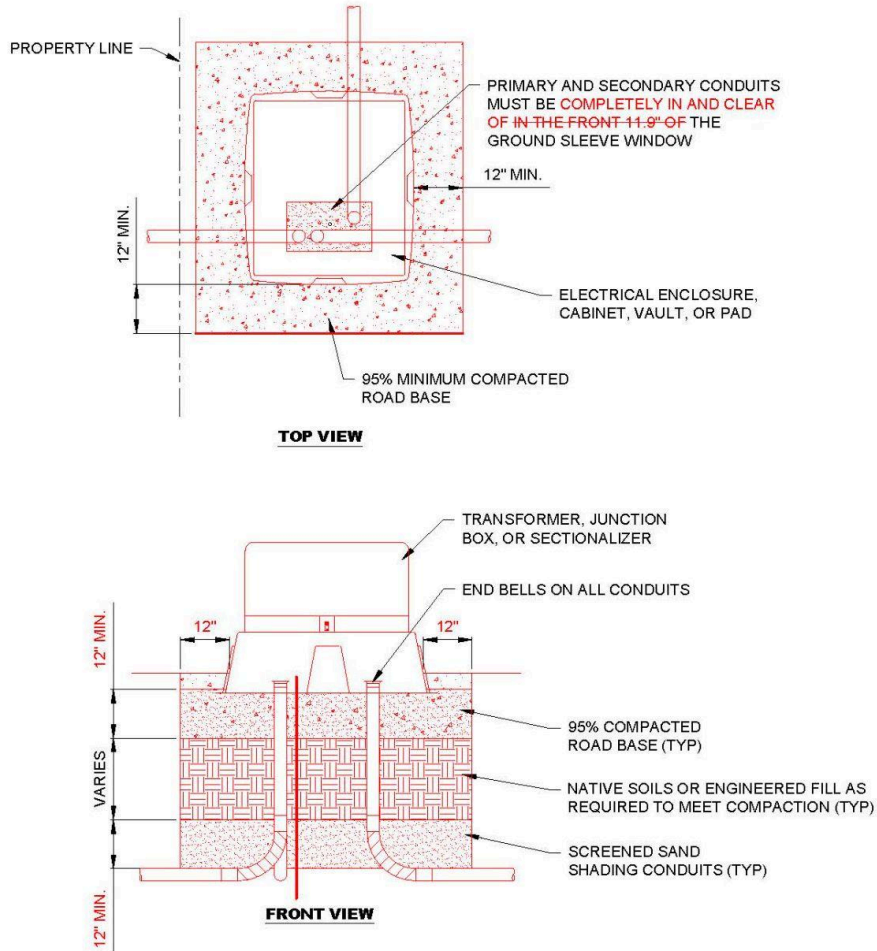 PROPERTY LINE
PRIMARY AND SECONDARY CONDUITS
MUST BE COMPLETELY IN AND CLEAR
OF IN THE FRONT 11.9" OF THE
GROUND SLEEVE WINDOW
12" MIN.
12" MIN.
ELECTRICAL ENCLOSURE,
CABINET, VAULT, OR PAD
95% MINIMUM COMPACTED
ROAD BASE
TOP VIEW
TRANSFORMER, JUNCTION
BOX, OR SECTIONALIZER
END BELLS ON ALL CONDUITS
12"
12"
12" MIN.
95% COMPACTED
ROAD BASE (TYP)
VARIES
NATIVE SOILS OR ENGINEERED FILL AS
REQUIRED TO MEET COMPACTION (TYP)
SCREENED SAND
SHADING CONDUITS (TYP)
12" MIN.
FRONT VIEW